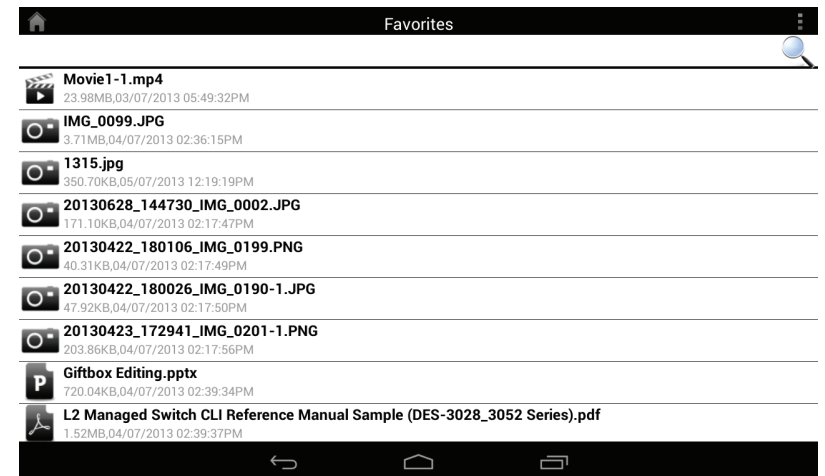 Favorites
Movie1-1.mp4
23.98MB,03/07/2013 05:49:32PM
IMG_0099.JPG
3.71MB,04/07/2013 02:36:15PM
1315.jpg
350.70KB,05/07/2013 12:19:19PM
20130628_144730_IMG_0002.JPG
171.10KB,04/07/2013 02:17:47PM
20130422_180106_IMG_0199.PNG
40.31KB,04/07/2013 02:17:49PM
20130422_180026_IMG_0190-1.JPG
47.92KB,04/07/2013 02:17:50PM
20130423_172941_IMG_0201-1.PNG
203.86KB,04/07/2013 02:17:56PM
P
Giftbox Editing.pptx
720.04KB,04/07/2013 02:39:34PM
L2 Managed Switch CLI Reference Manual Sample (DES-3028_3052 Series).pdf
1.52MB,04/07/2013 02:39:37PM